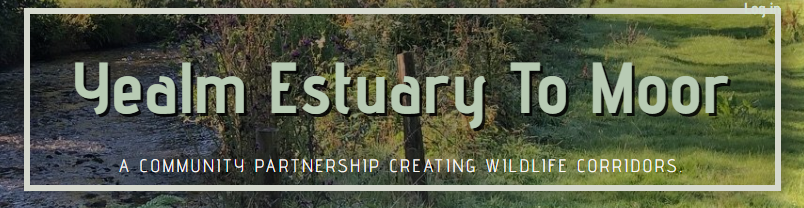 Log in
Yealm Estuary To Moor
A COMMUNITY PARTNERSHIP CREATING WILDLIFE CORRIDORS.